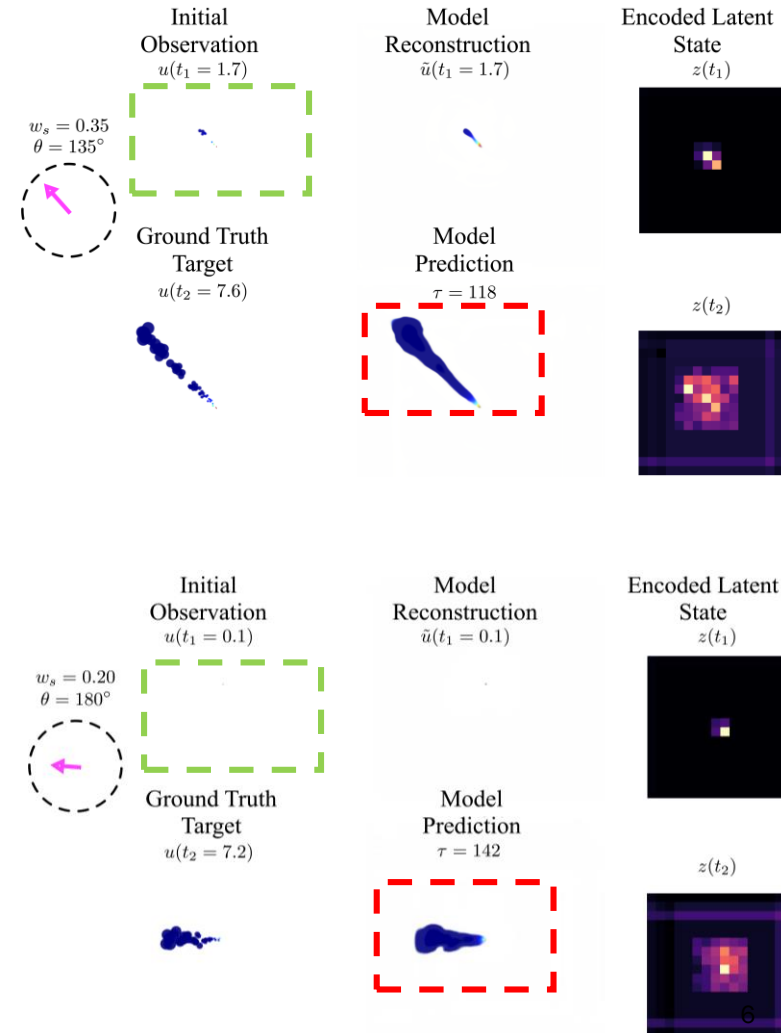 Initial
Observation
u(t₁ = 1.7)
Model
Reconstruction
ũ(t₁ = 1.7)
Encoded Latent
State
z(t₁)
wₛ = 0.35
θ = 135°
Ground Truth
Target
u(t₂ = 7.6)
Model
Prediction
τ = 118
z(t₂)
Initial
Observation
u(t₁ = 0.1)
Model
Reconstruction
ũ(t₁ = 0.1)
Encoded Latent
State
z(t₁)
wₛ = 0.20
θ = 180°
Ground Truth
Target
u(t₂ = 7.2)
Model
Prediction
τ = 142
z(t₂)
6